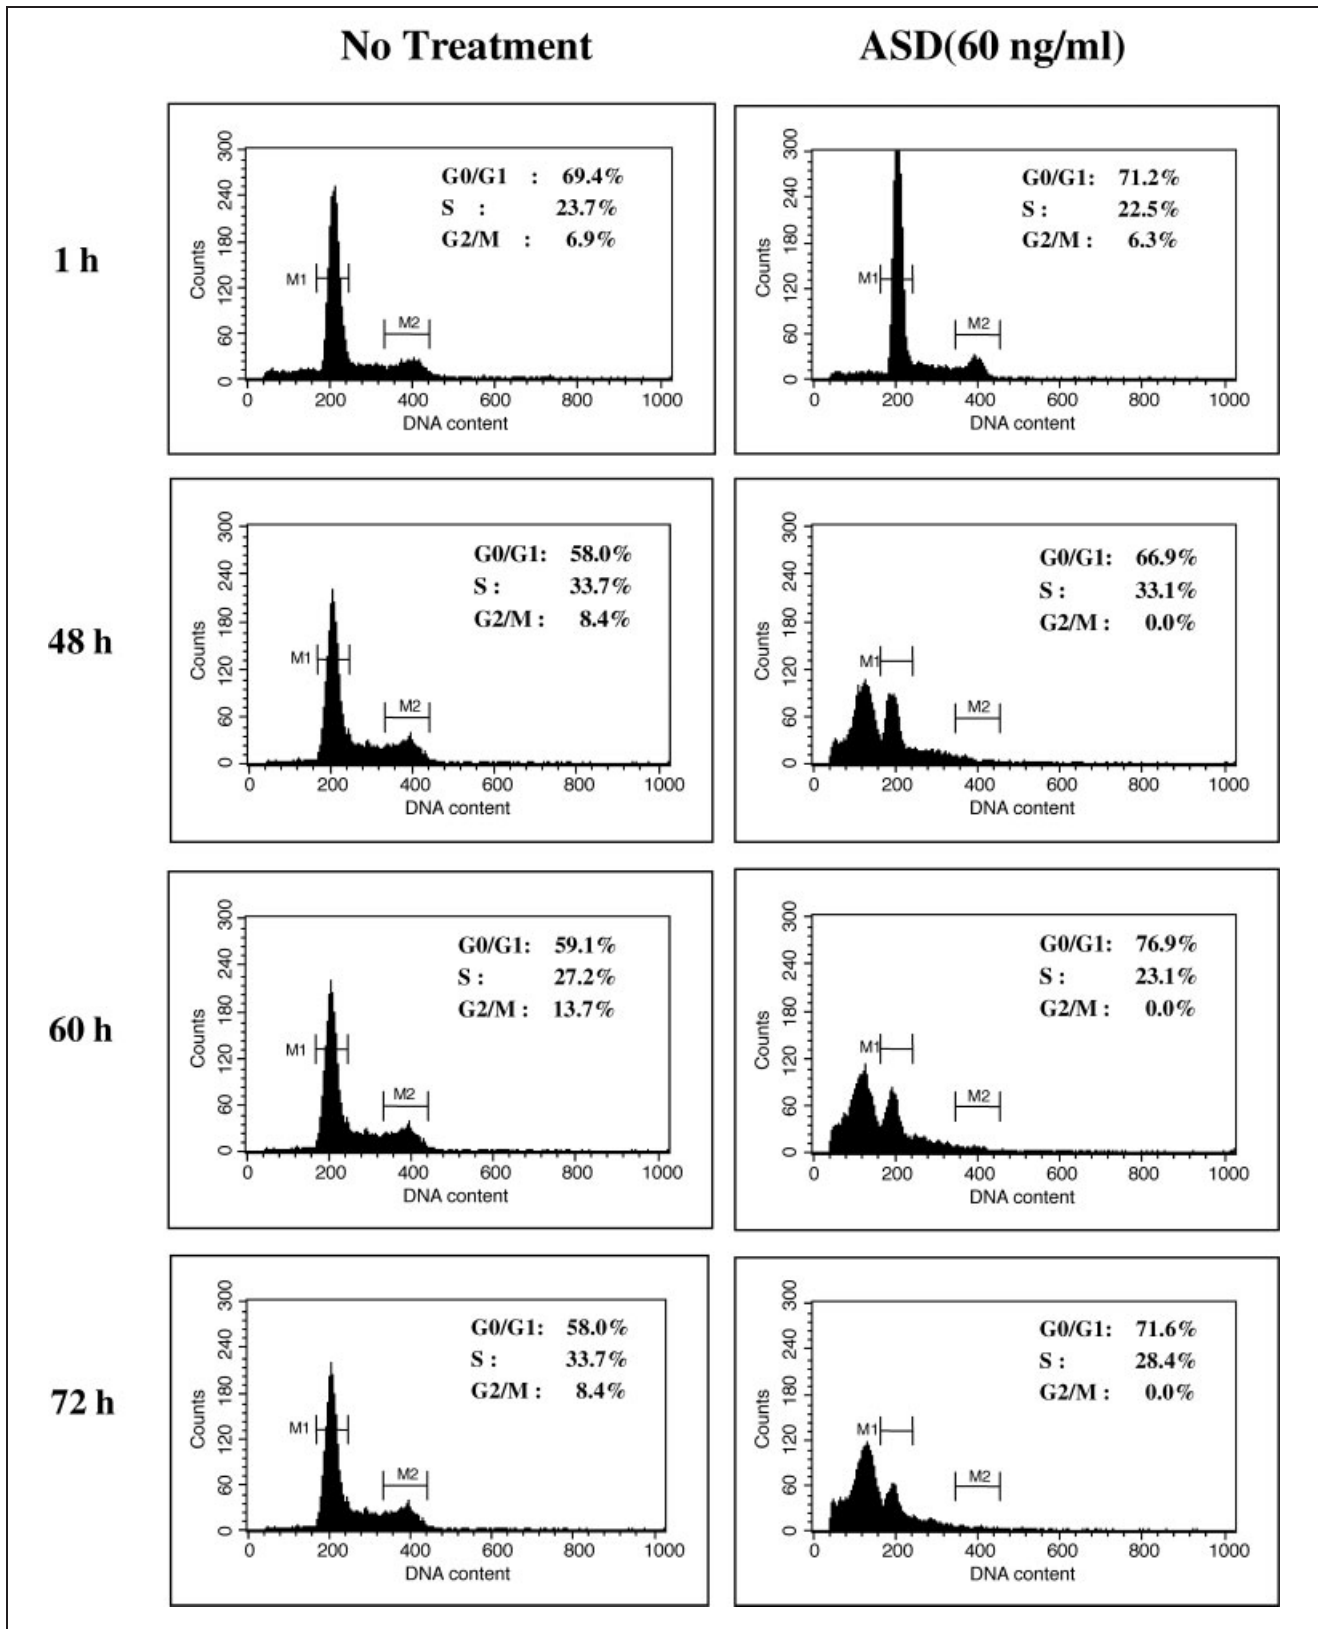 No Treatment
ASD(60 ng/ml)
1 h
300
240
180
120
60
0
Counts
G0/G1 : 69.4%
S : 23.7%
G2/M : 6.9%
M1
M2
0 200 400 600 800 1000
DNA content
300
240
180
120
60
0
Counts
G0/G1: 71.2%
S : 22.5%
G2/M : 6.3%
M1
M2
0 200 400 600 800 1000
DNA content
48 h
300
240
180
120
60
0
Counts
G0/G1: 58.0%
S : 33.7%
G2/M : 8.4%
M1
M2
0 200 400 600 800 1000
DNA content
300
240
180
120
60
0
Counts
G0/G1: 66.9%
S : 33.1%
G2/M : 0.0%
M1
M2
0 200 400 600 800 1000
DNA content
60 h
300
240
180
120
60
0
Counts
G0/G1: 59.1%
S : 27.2%
G2/M : 13.7%
M1
M2
0 200 400 600 800 1000
DNA content
300
240
180
120
60
0
Counts
G0/G1: 76.9%
S : 23.1%
G2/M : 0.0%
M1
M2
0 200 400 600 800 1000
DNA content
72 h
300
240
180
120
60
0
Counts
G0/G1: 58.0%
S : 33.7%
G2/M : 8.4%
M1
M2
0 200 400 600 800 1000
DNA content
300
240
180
120
60
0
Counts
G0/G1: 71.6%
S : 28.4%
G2/M : 0.0%
M1
M2
0 200 400 600 800 1000
DNA content